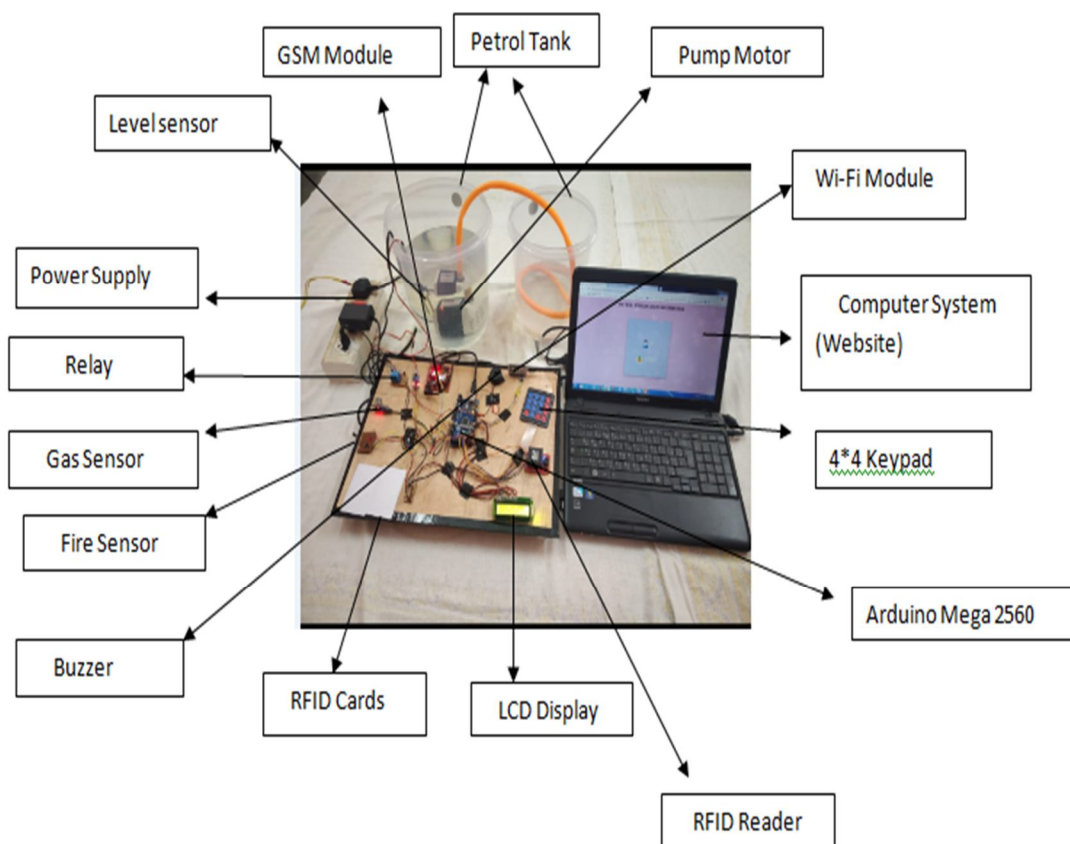 GSM Module
Petrol Tank
Pump Motor
Level sensor
Wi-Fi Module
Power Supply
Computer System
(Website)
Relay
Gas Sensor
4*4 Keypad
Fire Sensor
Arduino Mega 2560
Buzzer
RFID Cards
LCD Display
RFID Reader